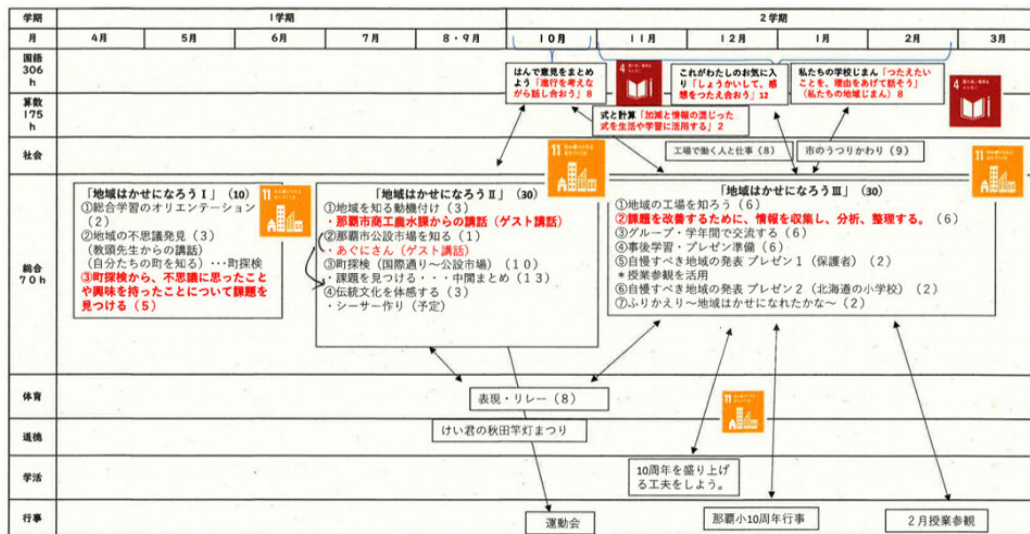 学期
1学期
2学期
月
4月
5月
6月
7月
8・9月
10月
11月
12月
1月
2月
3月
国語
306
h
はんで意見をまとめ
よう「進行を考えな
がら話し合おう」8
4
これがわたしのお気に入
り「しょうかいして、感
想をつたえ合おう」12
私たちの学校じまん「つたえたい
ことを、理由をあげて話そう」
(私たちの地域じまん)8
4
算数
175
h
式と計算「加減と情報の混じった
式を生活や学習に活用する」2
社会
11
工場で働く人と仕事(8)
市のうつりかわり(9)
11
総合
70h
「地域はかせになろうⅠ」(10)
①総合学習のオリエンテーション
(2)
②地域の不思議発見(3)
(教頭先生からの講話)
(自分たちの町を知る)・・・町探検
③町探検から、不思議に思ったこと
や興味を持ったことについて課題を
見つける(5)
11
「地域はかせになろうⅡ」(30)
①地域を知る動機付け(3)
・那覇市商工農水課からの講話(ゲスト講話)
②那覇市公設市場を知る(1)
・あぐにさん(ゲスト講話)
③町探検(国際通り~公設市場)(10)
・課題を見つける・・・中間まとめ(13)
④伝統文化を体感する(3)
・シーサー作り(予定)
「地域はかせになろうⅢ」(30)
①地域の工場を知ろう(6)
②課題を改善するために、情報を収集し、分析、整理する。(6)
③グループ・学年間で交流する(6)
④事後学習・プレゼン準備(6)
⑤自慢すべき地域の発表 プレゼン1(保護者)(2)
*授業参観を活用
⑥自慢すべき地域の発表 プレゼン2(北海道の小学校)(2)
⑦ふりかえり~地域はかせになれたかな~(2)
体育
表現・リレー(8)
11
道徳
けい君の秋田竿灯まつり
学活
10周年を盛り上げ
る工夫をしよう。
行事
運動会
那覇小10周年行事
2月授業参観